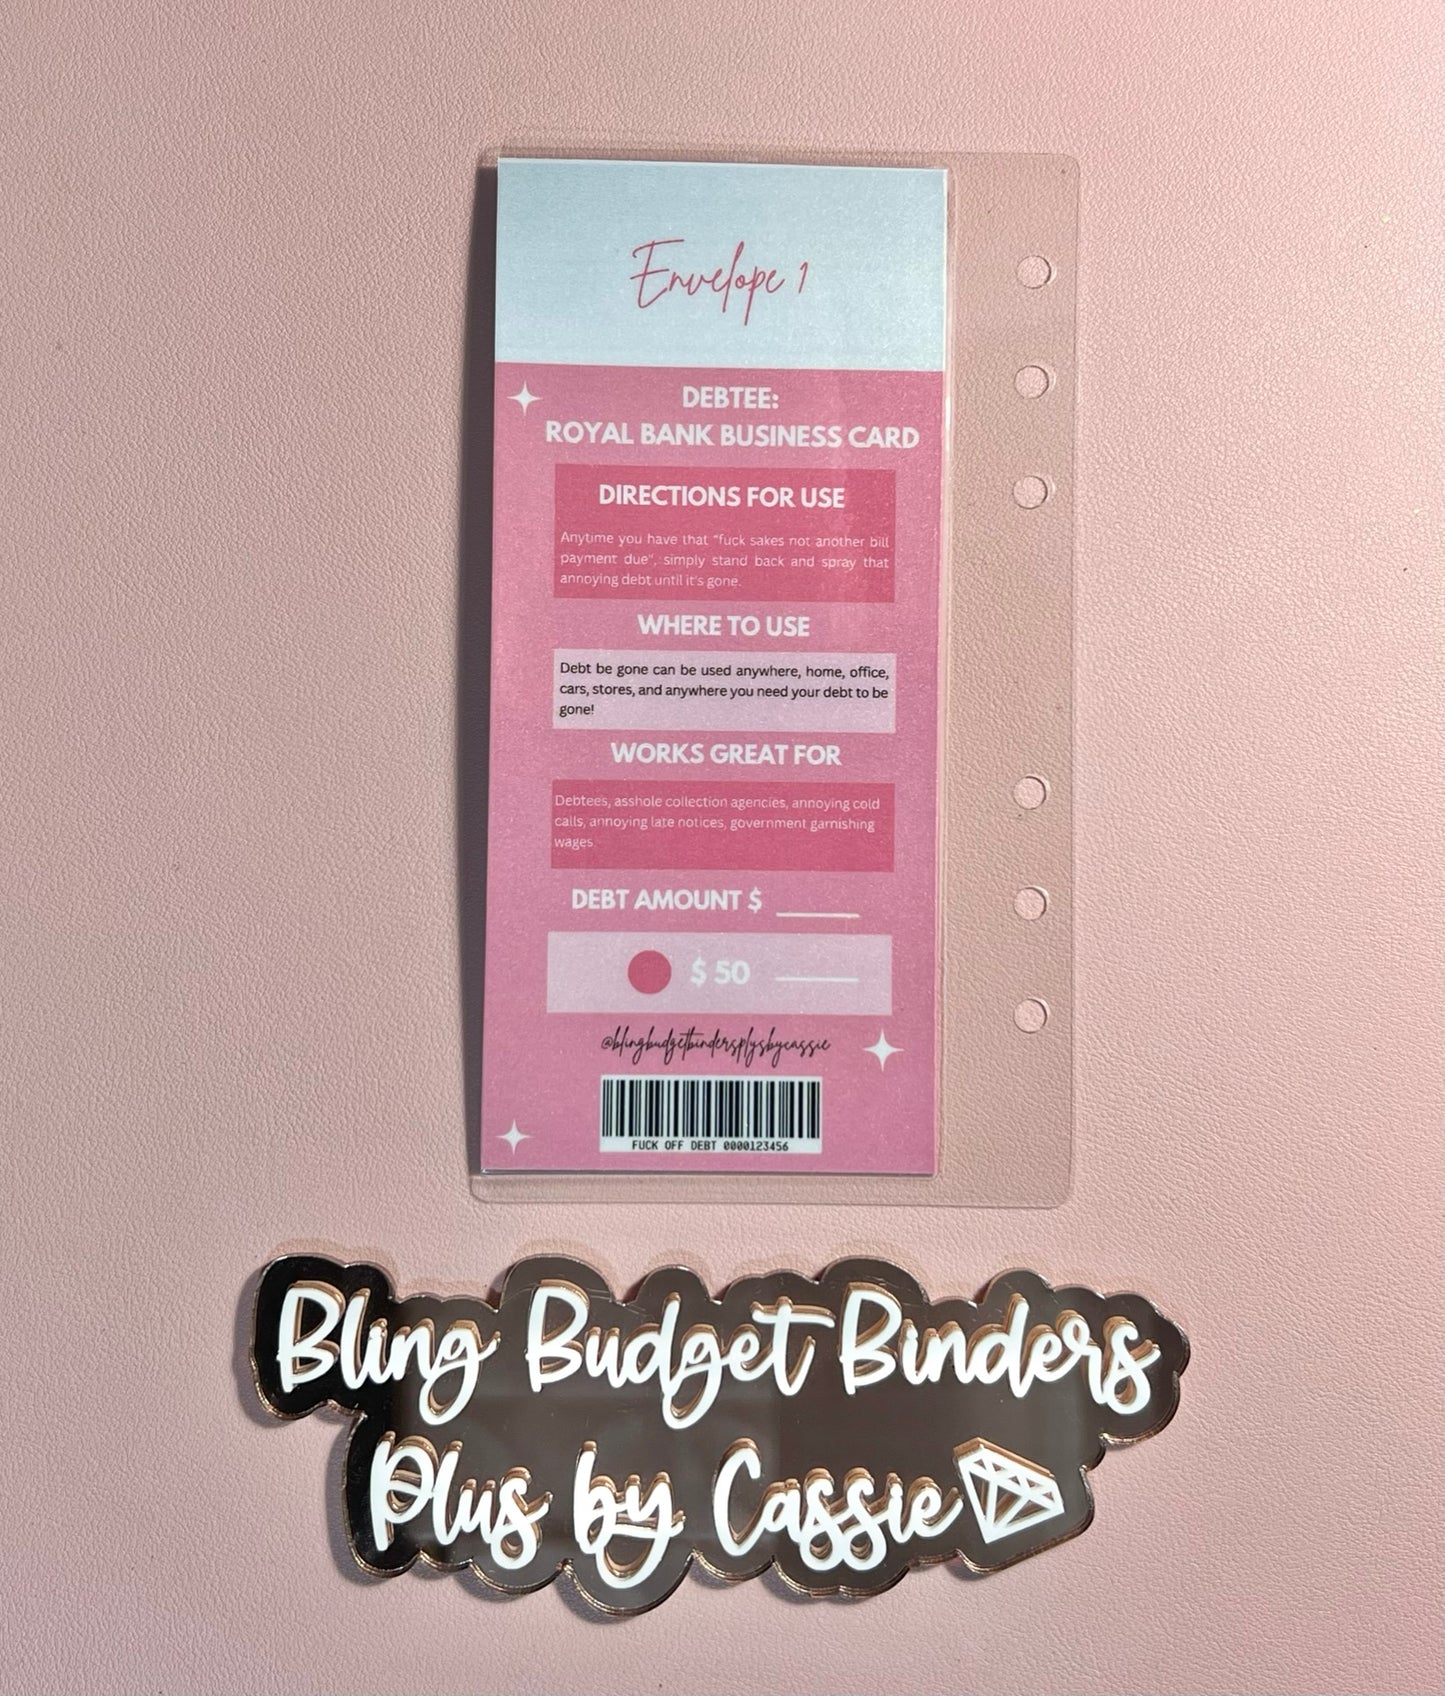 Envelope 1
DEBTEE:
ROYAL BANK BUSINESS CARD
DIRECTIONS FOR USE
Anytime you have that "fuck sakes not another bill
payment due", simply stand back and spray that
annoying debt until it's gone.
WHERE TO USE
Debt be gone can be used anywhere, home, office,
cars, stores, and anywhere you need your debt to be
gone!
WORKS GREAT FOR
Debtees, asshole collection agencies, annoying cold
calls, annoying late notices, government garnishing
wages.
DEBT AMOUNT $ ______
$ 50 ______
@blingbudgetbindersplysbycassie
FUCK OFF DEBT 0000123456
Bling Budget Binders
Plus by Cassie